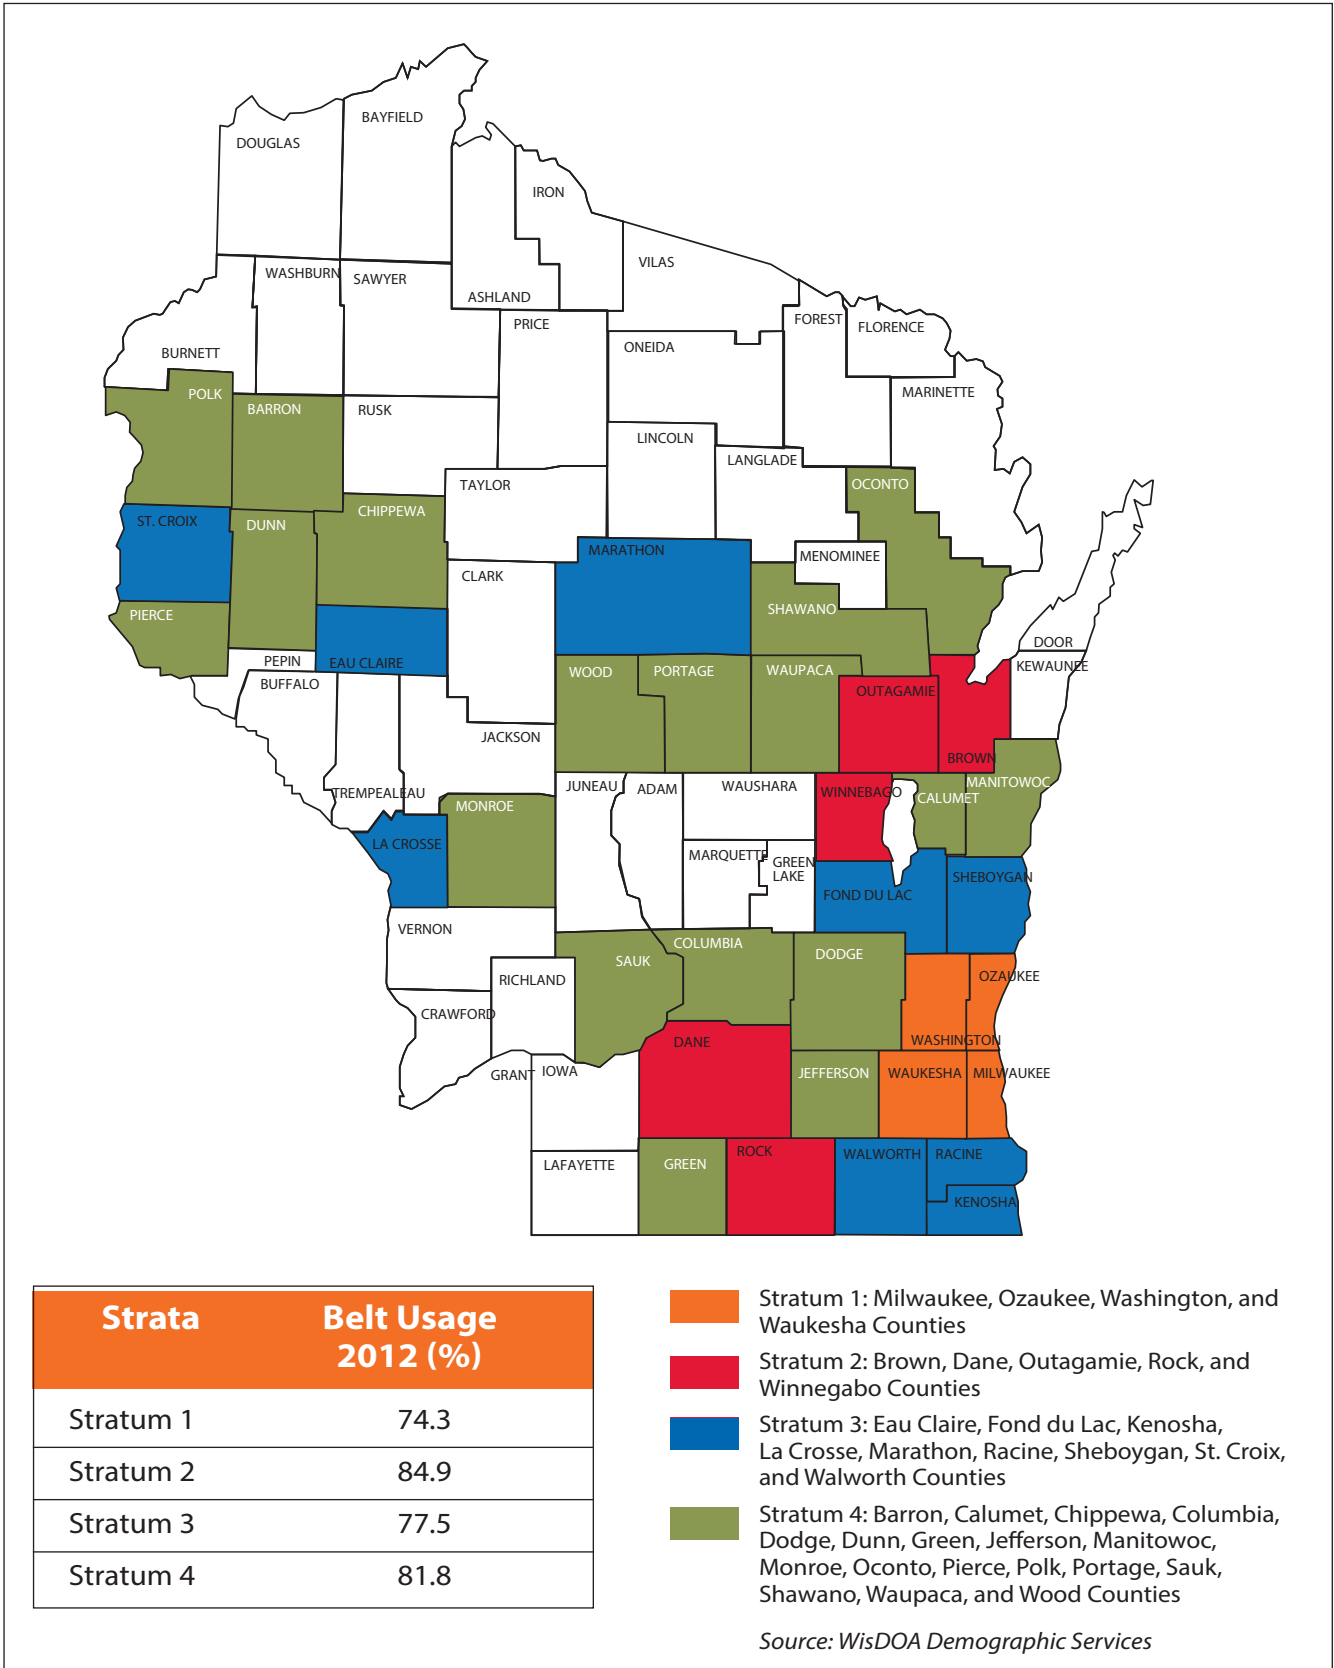 BAYFIELD
DOUGLAS
IRON
VILAS
WASHBURN
SAWYER
ASHLAND
PRICE
FOREST
FLORENCE
ONEIDA
BURNETT
POLK
BARRON
RUSK
MARINETTE
LINCOLN
LANGLADE
TAYLOR
OCONTO
CHIPPEWA
ST. CROIX
DUNN
MARATHON
MENOMINEE
CLARK
PIERCE
SHAWANO
DOOR
PEPIN
EAU CLAIRE
KEWAUNEE
WOOD
PORTAGE
WAUPACA
BUFFALO
OUTAGAMIE
JACKSON
BROWN
TREMPEALEAU
MONROE
JUNEAU
ADAM
WAUSHARA
WINNEBAGO
CALUMET
MANITOWOC
LA CROSSE
MARQUETTE
GREEN
LAKE
FOND DU LAC
SHEBOYGAN
VERNON
COLUMBIA
SAUK
DODGE
RICHLAND
OZAUKEE
CRAWFORD
DANE
WASHINGTON
GRANT
IOWA
JEFFERSON
WAUKESHA
MILWAUKEE
LAFAYETTE
GREEN
ROCK
WALWORTH
RACINE
KENOSHA
Strata
Belt Usage
2012 (%)
Stratum 1
74.3
Stratum 2
84.9
Stratum 3
77.5
Stratum 4
81.8
Stratum 1: Milwaukee, Ozaukee, Washington, and
Waukesha Counties
Stratum 2: Brown, Dane, Outagamie, Rock, and
Winnegabo Counties
Stratum 3: Eau Claire, Fond du Lac, Kenosha,
La Crosse, Marathon, Racine, Sheboygan, St. Croix,
and Walworth Counties
Stratum 4: Barron, Calumet, Chippewa, Columbia,
Dodge, Dunn, Green, Jefferson, Manitowoc,
Monroe, Oconto, Pierce, Polk, Portage, Sauk,
Shawano, Waupaca, and Wood Counties
Source: WisDOA Demographic Services